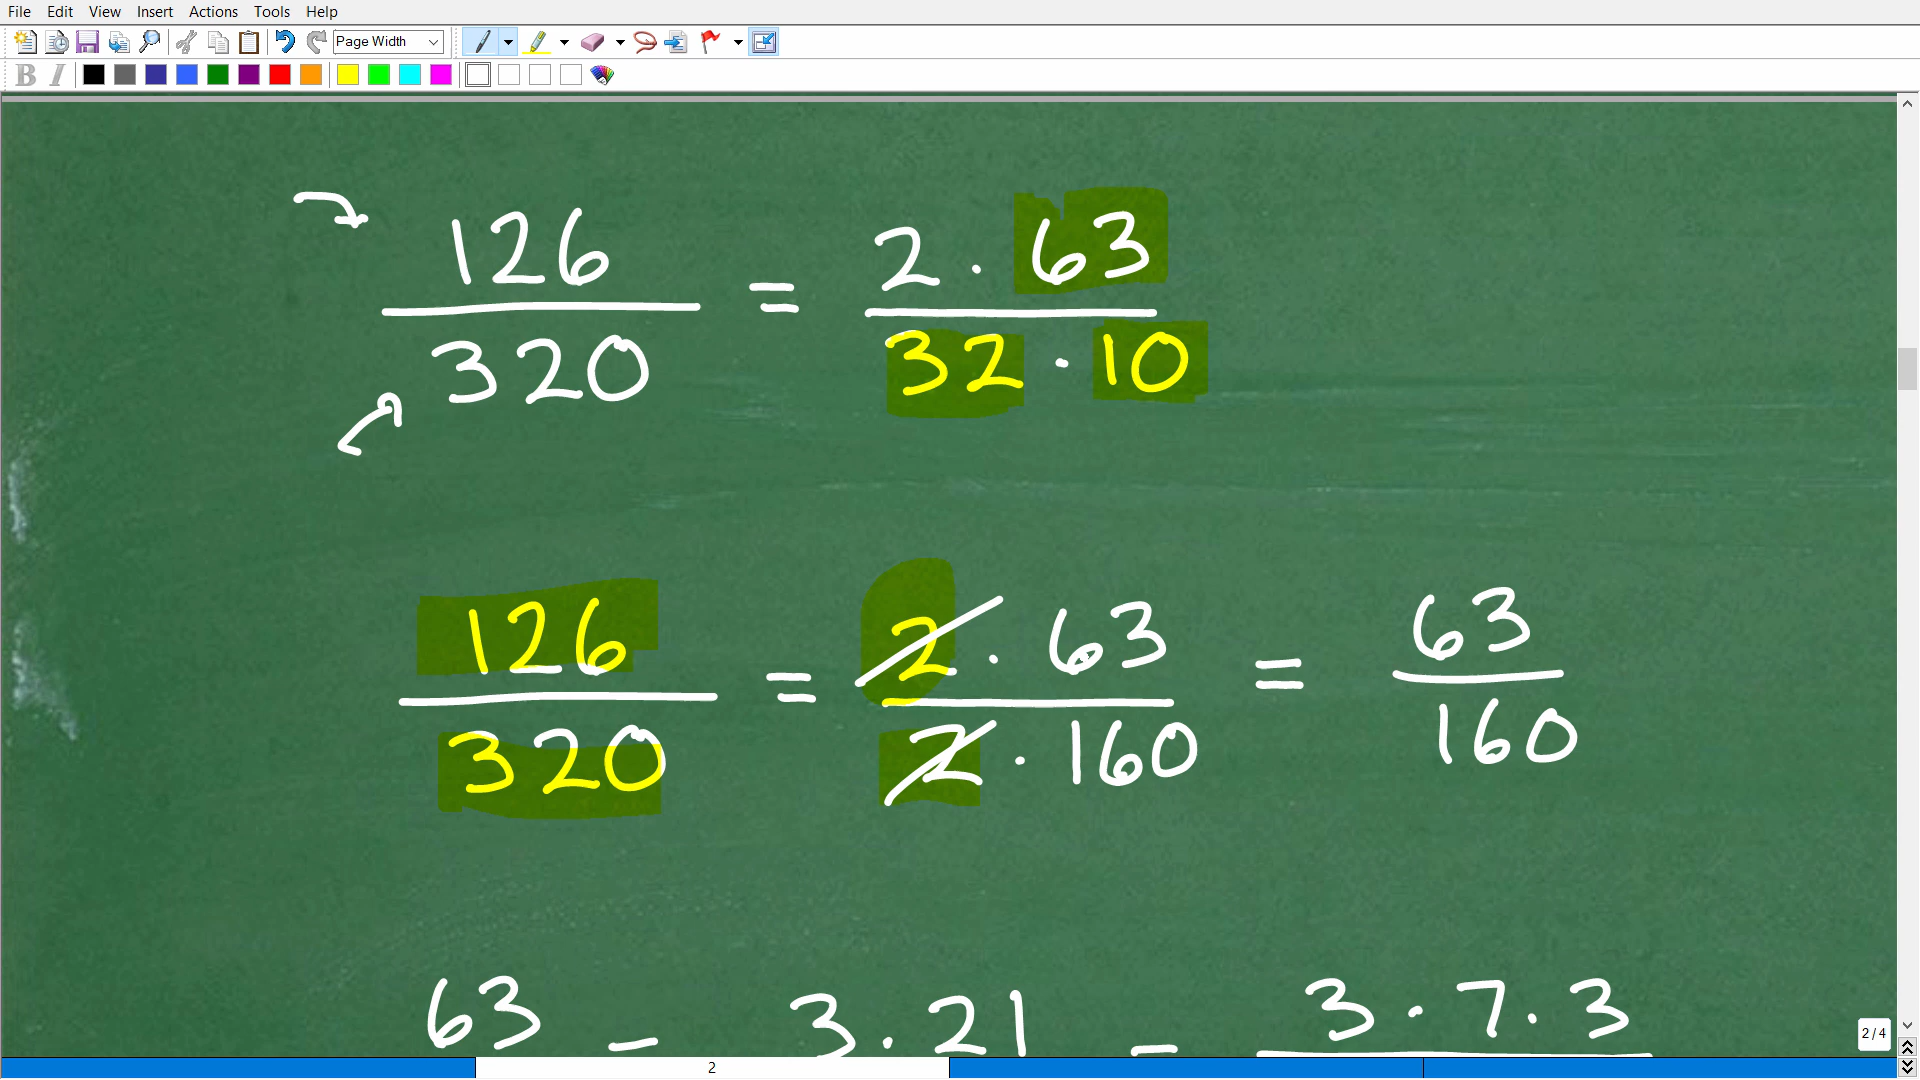 File Edit View Insert Actions Tools Help
Page Width
B I
126 / 320 = 2 · 63 / 32 · 10
126 / 320 = 2 · 63 / 2 · 160 = 63 / 160
63 = 3 · 21 = 3 · 7 · 3
2 / 4
2